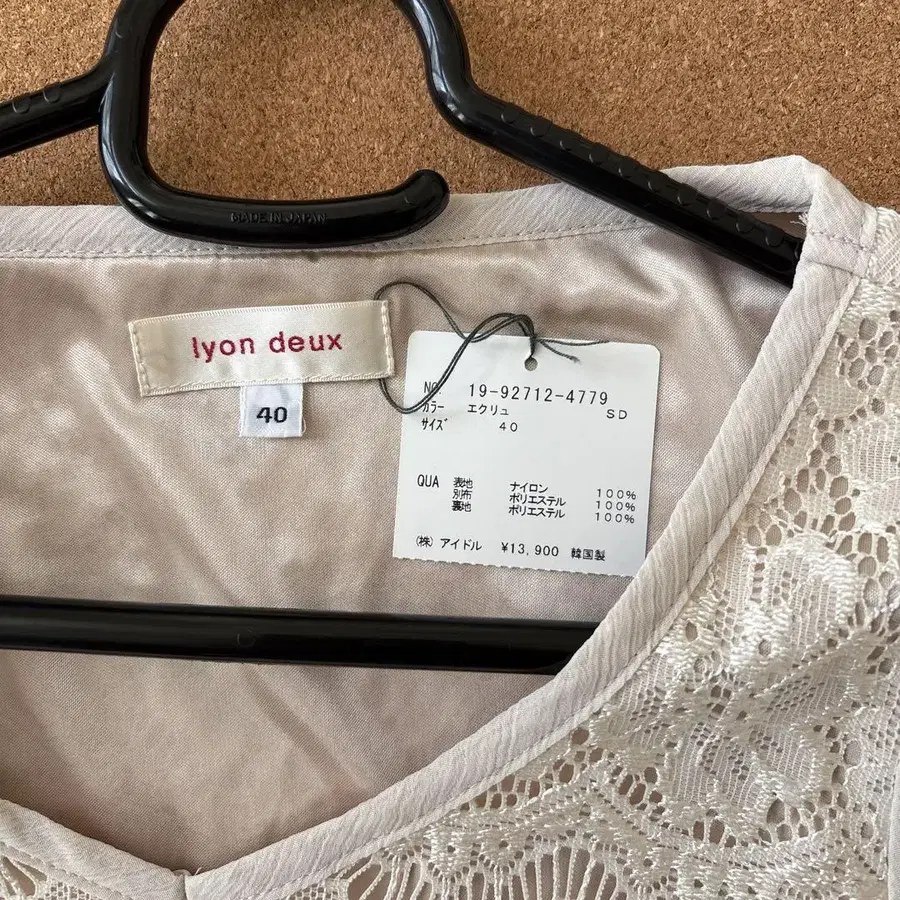 MADE IN JAPAN
lyon deux
40
NO. 19-92712-4779
カラー エクリュ SD
サイズ 40
QUA 表地 ナイロン 100%
別布 ポリエステル 100%
裏地 ポリエステル 100%
(株) アイドル ¥13,900 韓国製